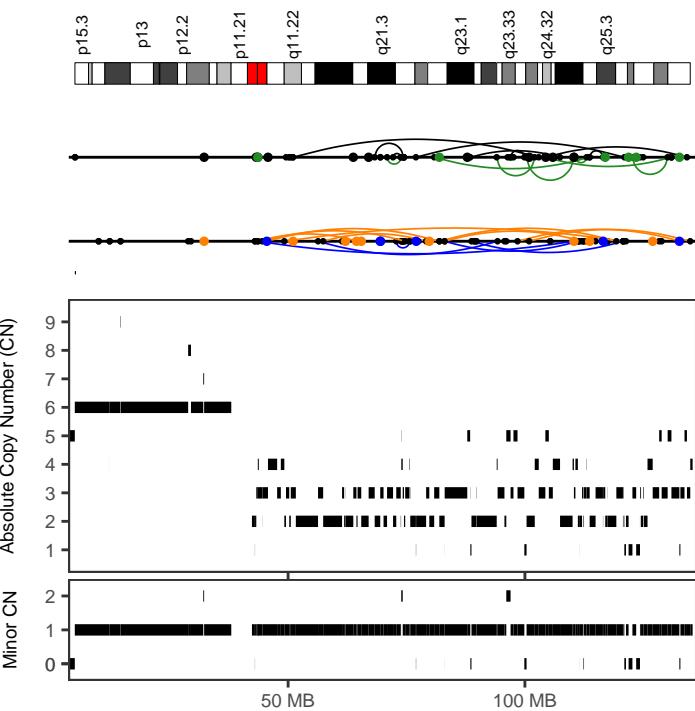 p15.3
p13
p12.2
p11.21
q11.22
q21.3
q23.1
q23.33
q24.32
q25.3
Absolute Copy Number (CN)
9
8
7
6
5
4
3
2
1
Minor CN
2
1
0
50 MB
100 MB